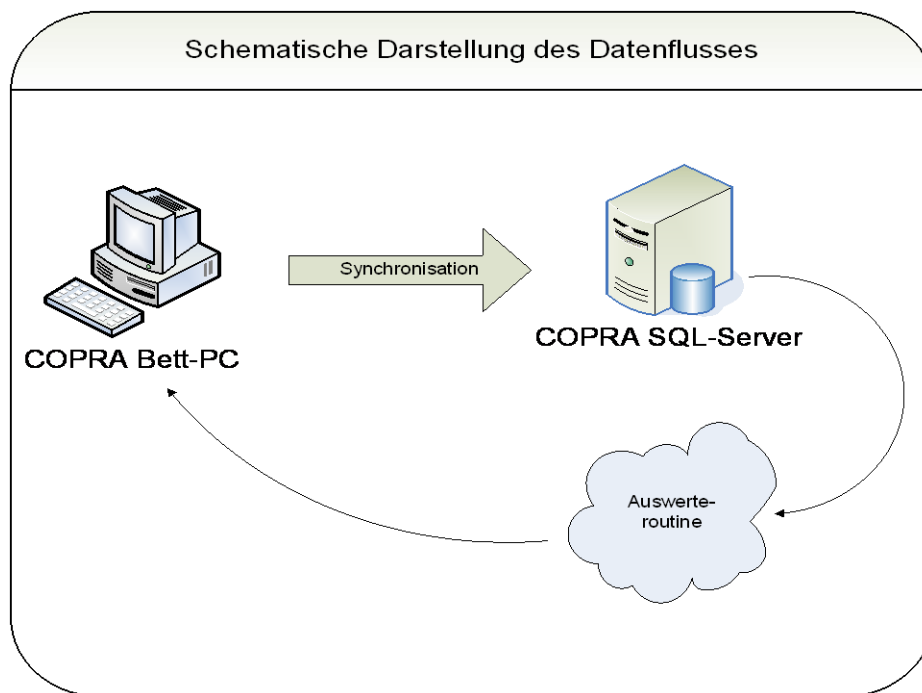 Schematische Darstellung des Datenflusses
Synchronisation
COPRA Bett-PC
COPRA SQL-Server
Auswerte-
routine